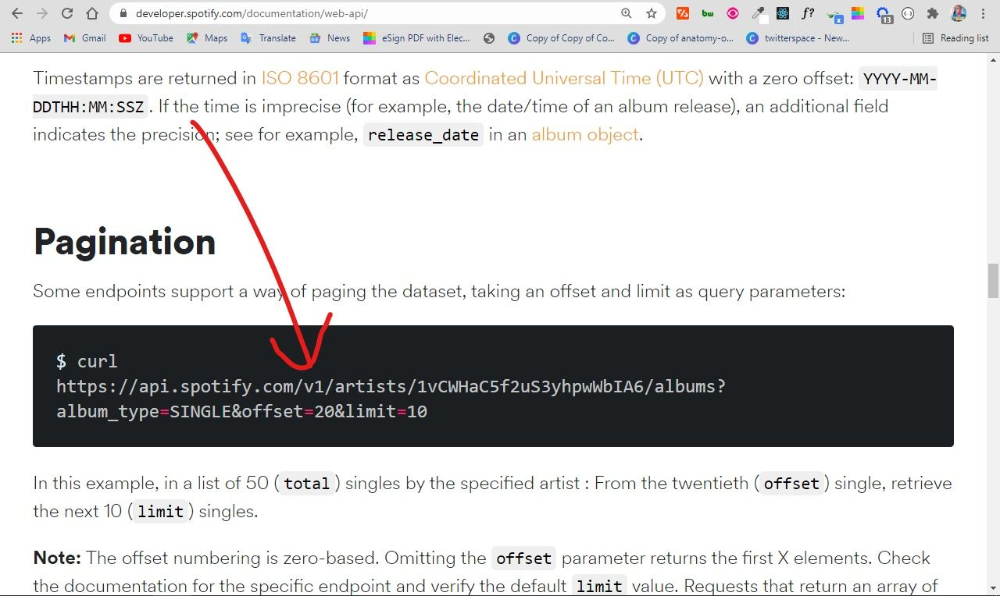 developer.spotify.com/documentation/web-api/
f?
13
Apps
Gmail
YouTube
Maps
Translate
News
eSign PDF with Elec...
Copy of Copy of Co...
Copy of anatomy-o...
twitterspace - New...
Reading list
Timestamps are returned in ISO 8601 format as Coordinated Universal Time (UTC) with a zero offset: YYYY-MM-
DDTHH:MM:SSZ. If the time is imprecise (for example, the date/time of an album release), an additional field
indicates the precision; see for example, release_date in an album object.
Pagination
Some endpoints support a way of paging the dataset, taking an offset and limit as query parameters:
$ curl
https://api.spotify.com/v1/artists/1vCWHaC5f2uS3yhpwWbIA6/albums?
album_type=SINGLE&offset=20&limit=10
In this example, in a list of 50 (total) singles by the specified artist : From the twentieth (offset) single, retrieve
the next 10 (limit) singles.
Note: The offset numbering is zero-based. Omitting the offset parameter returns the first X elements. Check
the documentation for the specific endpoint and verify the default limit value. Requests that return an array of